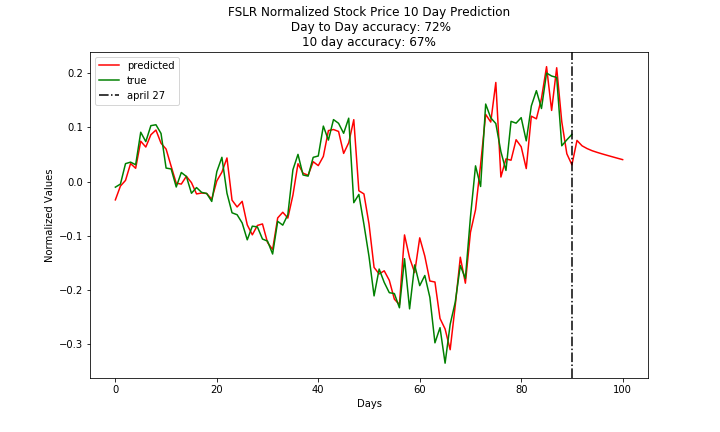 FSLR Normalized Stock Price 10 Day Prediction
Day to Day accuracy: 72%
10 day accuracy: 67%
predicted
true
april 27
Normalized Values
0.2
0.1
0.0
−0.1
−0.2
−0.3
0 20 40 60 80 100
Days